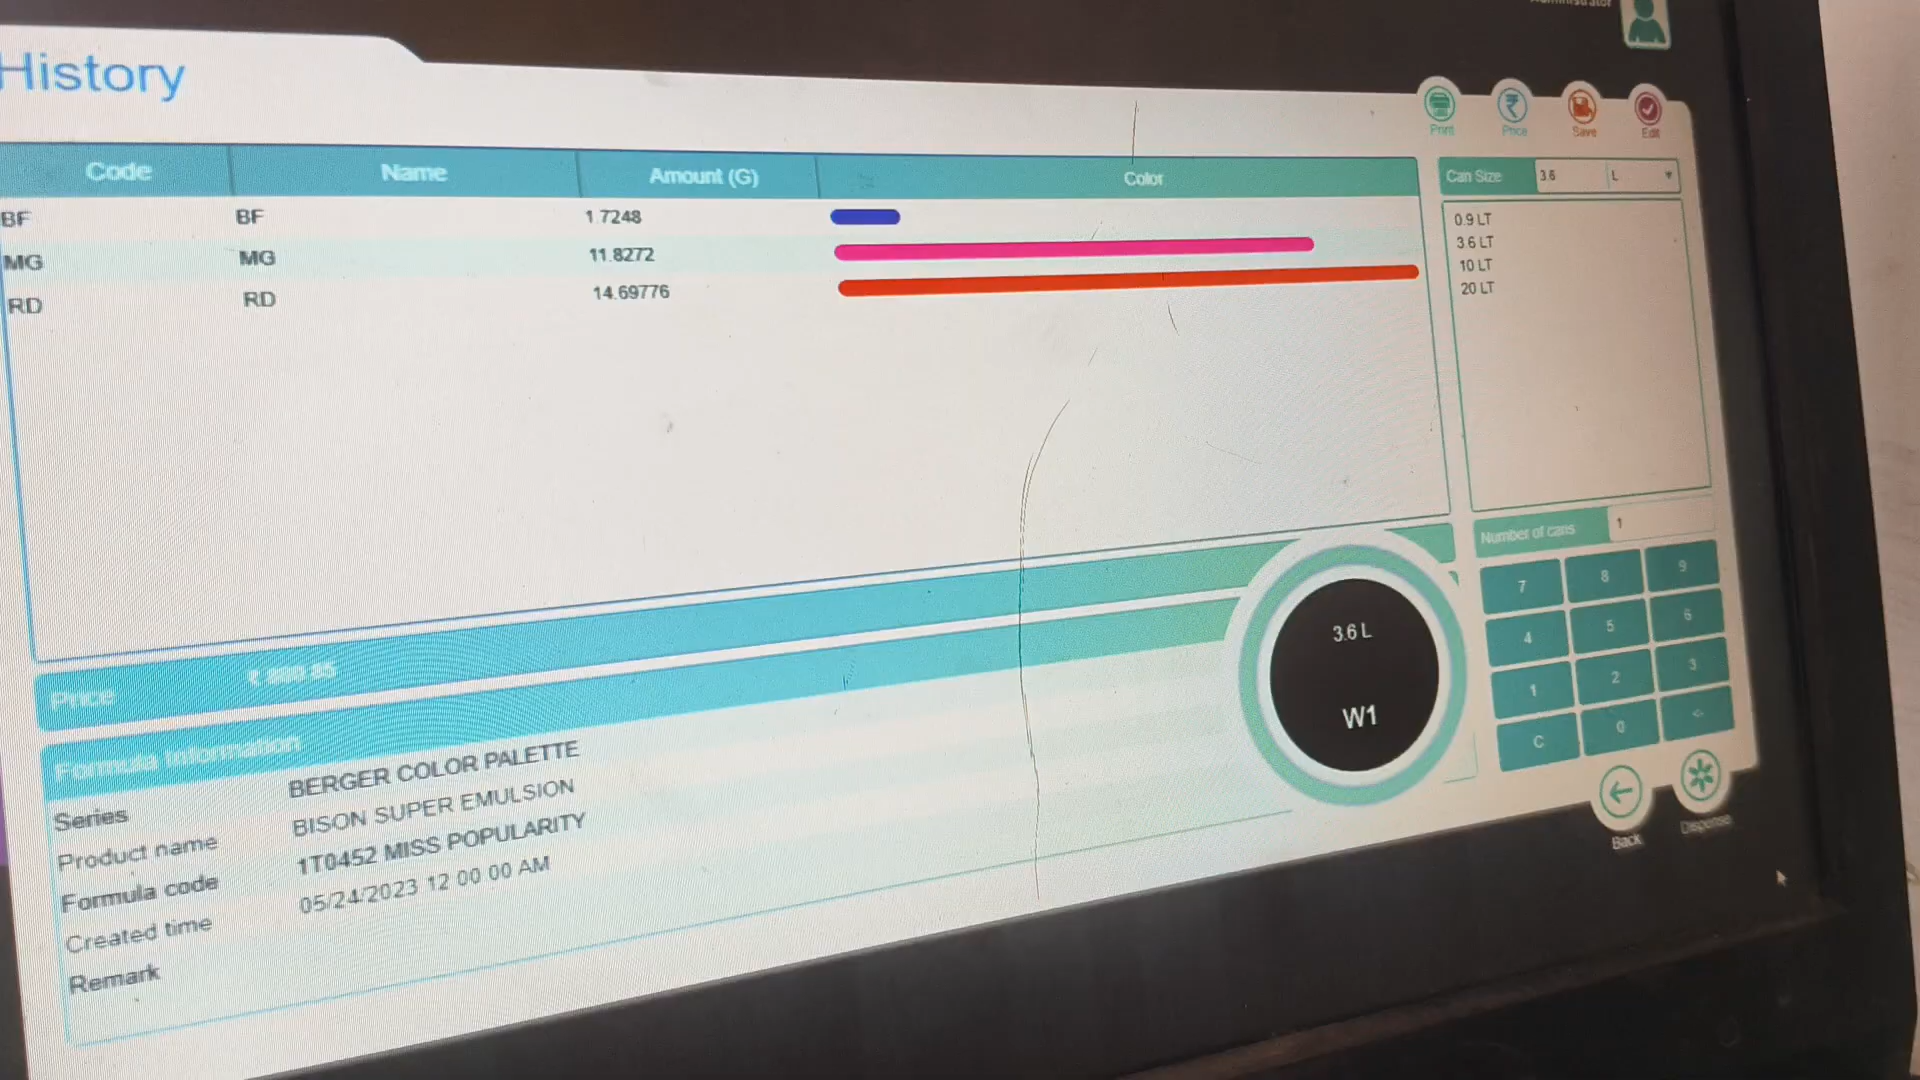 Administrator
History
Print Price Save Edit
Code Name Amount (G) Color
BF BF 1.7248
MG MG 11.8272
RD RD 14.69776
Can Size 3.6 L
0.9 LT
3.6 LT
10 LT
20 LT
Number of cans 1
7 8 9
4 5 6
1 2 3
C 0 <-
3.6 L
W1
Price ₹
Formula Information
Series BERGER COLOR PALETTE
Product name BISON SUPER EMULSION
Formula code 1T0452 MISS POPULARITY
Created time 05/24/2023 12 00 00 AM
Remark
Back Dispense